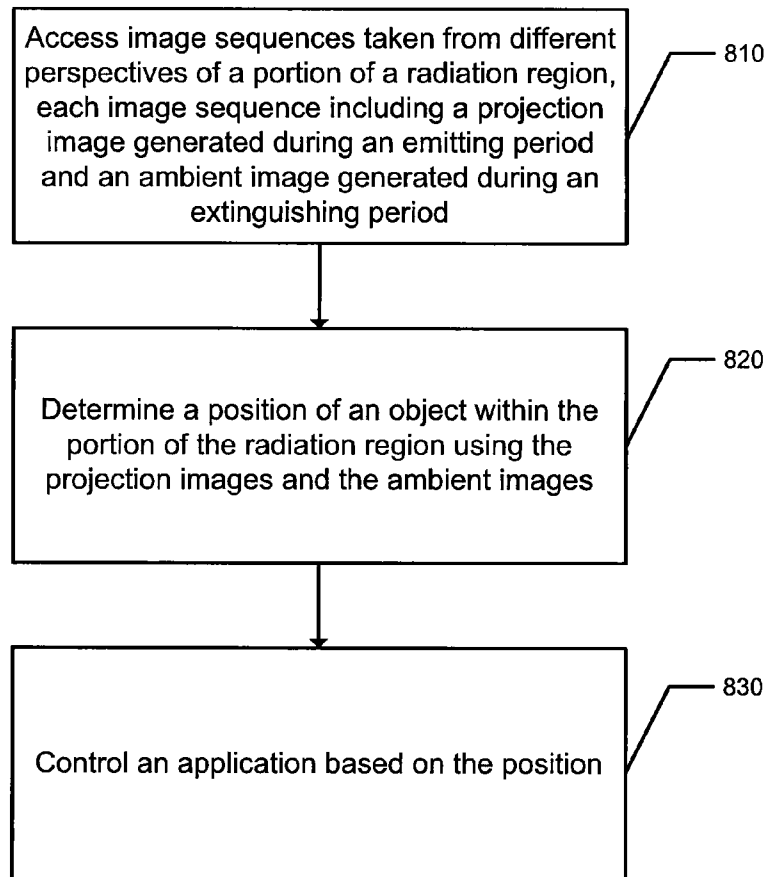 Access image sequences taken from different
perspectives of a portion of a radiation region,
each image sequence including a projection
image generated during an emitting period
and an ambient image generated during an
extinguishing period
810
Determine a position of an object within the
portion of the radiation region using the
projection images and the ambient images
820
Control an application based on the position
830